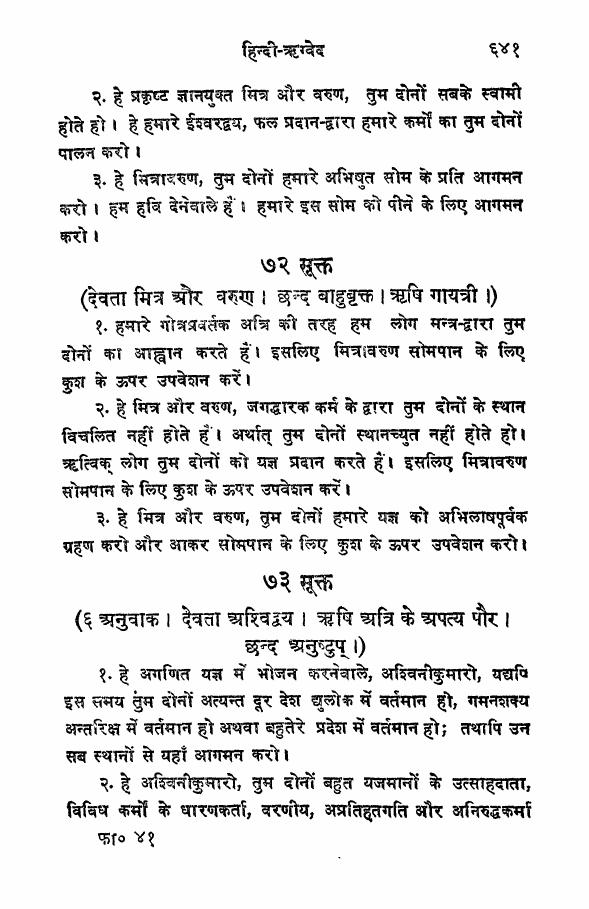 हिन्दी-ऋग्वेद ६४१
२. हे प्रकृष्ट ज्ञानयुक्त मित्र और वरुण, तुम दोनों सबके स्वामी
होते हो। हे हमारे ईश्वरद्वय, फल प्रदान-द्वारा हमारे कर्मों का तुम दोनों
पालन करो।
३. हे मित्रावरुण, तुम दोनों हमारे अभिषुत सोम के प्रति आगमन
करो। हम हवि देनेवाले हैं। हमारे इस सोम को पीने के लिए आगमन
करो।
७२ सूक्त
(देवता मित्र और वरुण। छन्द बाहुवृक्त। ऋषि गायत्री।)
१. हमारे गोत्रप्रवर्तक अत्रि की तरह हम लोग मन्त्र-द्वारा तुम
दोनों का आह्वान करते हैं। इसलिए मित्रावरुण सोमपान के लिए
कुश के ऊपर उपवेशन करें।
२. हे मित्र और वरुण, जगद्धारक कर्म के द्वारा तुम दोनों के स्थान
विचलित नहीं होते हैं। अर्थात् तुम दोनों स्थानच्युत नहीं होते हो।
ऋत्विक् लोग तुम दोनों को यज्ञ प्रदान करते हैं। इसलिए मित्रावरुण
सोमपान के लिए कुश के ऊपर उपवेशन करें।
३. हे मित्र और वरुण, तुम दोनों हमारे यज्ञ को अभिलाषपूर्वक
ग्रहण करो और आकर सोमपान के लिए कुश के ऊपर उपवेशन करो।
७३ सूक्त
(६ अनुवाक। देवता अश्विद्वय। ऋषि अत्रि के अपत्य पौर।
छन्द अनुष्टुप्।)
१. हे अगणित यज्ञ में भोजन करनेवाले, अश्विनीकुमारो, यद्यपि
इस समय तुम दोनों अत्यन्त दूर देश द्युलोक में वर्तमान हो, गमनशक्य
अन्तरिक्ष में वर्तमान हो अथवा बहुतेरे प्रदेश में वर्तमान हो; तथापि उन
सब स्थानों से यहाँ आगमन करो।
२. हे अश्विनीकुमारो, तुम दोनों बहुत यजमानों के उत्साहदाता,
विविध कर्मों के धारणकर्ता, वरणीय, अप्रतिहतगति और अनिरुद्धकर्मा
फा० ४१